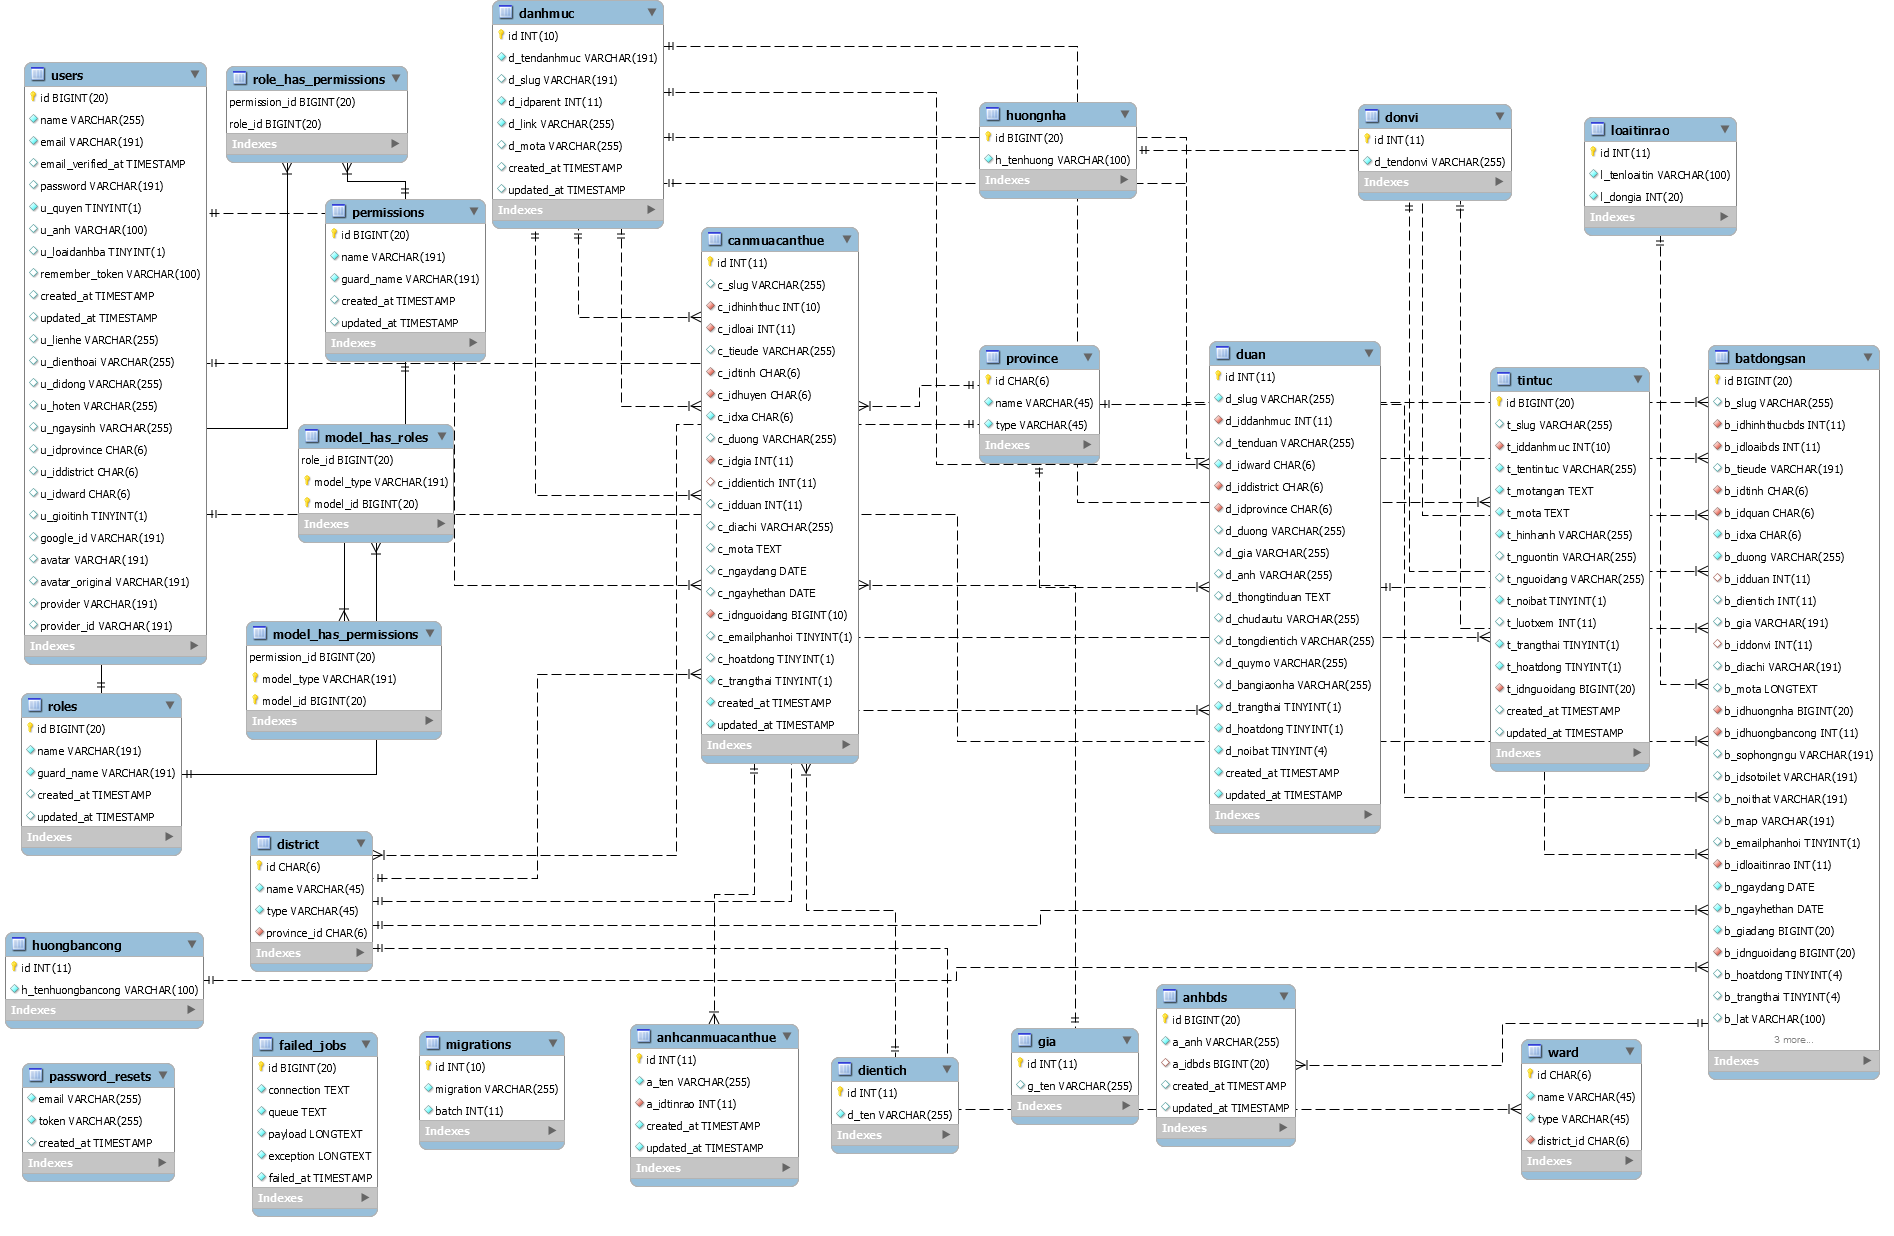 users
id BIGINT(20)
name VARCHAR(255)
email VARCHAR(191)
email_verified_at TIMESTAMP
password VARCHAR(191)
u_quyen TINYINT(1)
u_anh VARCHAR(100)
u_loaidanhba TINYINT(1)
remember_token VARCHAR(100)
created_at TIMESTAMP
updated_at TIMESTAMP
u_lienhe VARCHAR(255)
u_dienthoai VARCHAR(255)
u_didong VARCHAR(255)
u_hoten VARCHAR(255)
u_ngaysinh VARCHAR(255)
u_idprovince CHAR(6)
u_iddistrict CHAR(6)
u_idward CHAR(6)
u_gioitinh TINYINT(1)
google_id VARCHAR(191)
avatar VARCHAR(191)
avatar_original VARCHAR(191)
provider VARCHAR(191)
provider_id VARCHAR(191)
Indexes
role_has_permissions
permission_id BIGINT(20)
role_id BIGINT(20)
Indexes
permissions
id BIGINT(20)
name VARCHAR(191)
guard_name VARCHAR(191)
created_at TIMESTAMP
updated_at TIMESTAMP
Indexes
model_has_roles
role_id BIGINT(20)
model_type VARCHAR(191)
model_id BIGINT(20)
Indexes
model_has_permissions
permission_id BIGINT(20)
model_type VARCHAR(191)
model_id BIGINT(20)
Indexes
roles
id BIGINT(20)
name VARCHAR(191)
guard_name VARCHAR(191)
created_at TIMESTAMP
updated_at TIMESTAMP
Indexes
danhmuc
id INT(10)
d_tendanhmuc VARCHAR(191)
d_slug VARCHAR(191)
d_idparent INT(11)
d_link VARCHAR(255)
d_mota VARCHAR(255)
created_at TIMESTAMP
updated_at TIMESTAMP
Indexes
canmuacanthue
id INT(11)
c_slug VARCHAR(255)
c_idhinhthuc INT(10)
c_idloai INT(11)
c_tieude VARCHAR(255)
c_idtinh CHAR(6)
c_idhuyen CHAR(6)
c_idxa CHAR(6)
c_duong VARCHAR(255)
c_idgia INT(11)
c_iddientich INT(11)
c_idduan INT(11)
c_diachi VARCHAR(255)
c_mota TEXT
c_ngaydang DATE
c_ngayhethan DATE
c_idnguoidang BIGINT(10)
c_emailphanhoi TINYINT(1)
c_hoatdong TINYINT(1)
c_trangthai TINYINT(1)
created_at TIMESTAMP
updated_at TIMESTAMP
Indexes
huongnha
id BIGINT(20)
h_tenhuong VARCHAR(100)
Indexes
province
id CHAR(6)
name VARCHAR(45)
type VARCHAR(45)
Indexes
donvi
id INT(11)
d_tendonvi VARCHAR(255)
Indexes
loaitinrao
id INT(11)
l_tenloaitin VARCHAR(100)
l_dongia INT(20)
Indexes
duan
id INT(11)
d_slug VARCHAR(255)
d_iddanhmuc INT(11)
d_tenduan VARCHAR(255)
d_idward CHAR(6)
d_iddistrict CHAR(6)
d_idprovince CHAR(6)
d_duong VARCHAR(255)
d_gia VARCHAR(255)
d_anh VARCHAR(255)
d_thongtinduan TEXT
d_chudautu VARCHAR(255)
d_tongdientich VARCHAR(255)
d_quymo VARCHAR(255)
d_bangiaonha VARCHAR(255)
d_trangthai TINYINT(1)
d_hoatdong TINYINT(1)
d_noibat TINYINT(4)
created_at TIMESTAMP
updated_at TIMESTAMP
Indexes
tintuc
id BIGINT(20)
t_slug VARCHAR(255)
t_iddanhmuc INT(10)
t_tentintuc VARCHAR(255)
t_motangan TEXT
t_mota TEXT
t_hinhanh VARCHAR(255)
t_nguontin VARCHAR(255)
t_nguoidang VARCHAR(255)
t_noibat TINYINT(1)
t_luotxem INT(11)
t_trangthai TINYINT(1)
t_hoatdong TINYINT(1)
t_idnguoidang BIGINT(20)
created_at TIMESTAMP
updated_at TIMESTAMP
Indexes
batdongsan
id BIGINT(20)
b_slug VARCHAR(255)
b_idhinhthucbds INT(11)
b_idloaibds INT(11)
b_tieude VARCHAR(191)
b_idtinh CHAR(6)
b_idquan CHAR(6)
b_idxa CHAR(6)
b_duong VARCHAR(255)
b_idduan INT(11)
b_dientich INT(11)
b_gia VARCHAR(191)
b_iddonvi INT(11)
b_diachi VARCHAR(191)
b_mota LONGTEXT
b_idhuongnha BIGINT(20)
b_idhuongbancong INT(11)
b_sophongngu VARCHAR(191)
b_idsotoilet VARCHAR(191)
b_noithat VARCHAR(191)
b_map VARCHAR(191)
b_emailphanhoi TINYINT(1)
b_idloaitinrao INT(11)
b_ngaydang DATE
b_ngayhethan DATE
b_giadang BIGINT(20)
b_idnguoidang BIGINT(20)
b_hoatdong TINYINT(4)
b_trangthai TINYINT(4)
b_lat VARCHAR(100)
3 more...
Indexes
district
id CHAR(6)
name VARCHAR(45)
type VARCHAR(45)
province_id CHAR(6)
Indexes
huongbancong
id INT(11)
h_tenhuongbancong VARCHAR(100)
Indexes
password_resets
email VARCHAR(255)
token VARCHAR(255)
created_at TIMESTAMP
Indexes
failed_jobs
id BIGINT(20)
connection TEXT
queue TEXT
payload LONGTEXT
exception LONGTEXT
failed_at TIMESTAMP
Indexes
migrations
id INT(10)
migration VARCHAR(255)
batch INT(11)
Indexes
anhcanmuacanthue
id INT(11)
a_ten VARCHAR(255)
a_idtinrao INT(11)
created_at TIMESTAMP
updated_at TIMESTAMP
Indexes
dientich
id INT(11)
d_ten VARCHAR(255)
Indexes
gia
id INT(11)
g_ten VARCHAR(255)
Indexes
anhbds
id BIGINT(20)
a_anh VARCHAR(255)
a_idbds BIGINT(20)
created_at TIMESTAMP
updated_at TIMESTAMP
Indexes
ward
id CHAR(6)
name VARCHAR(45)
type VARCHAR(45)
district_id CHAR(6)
Indexes